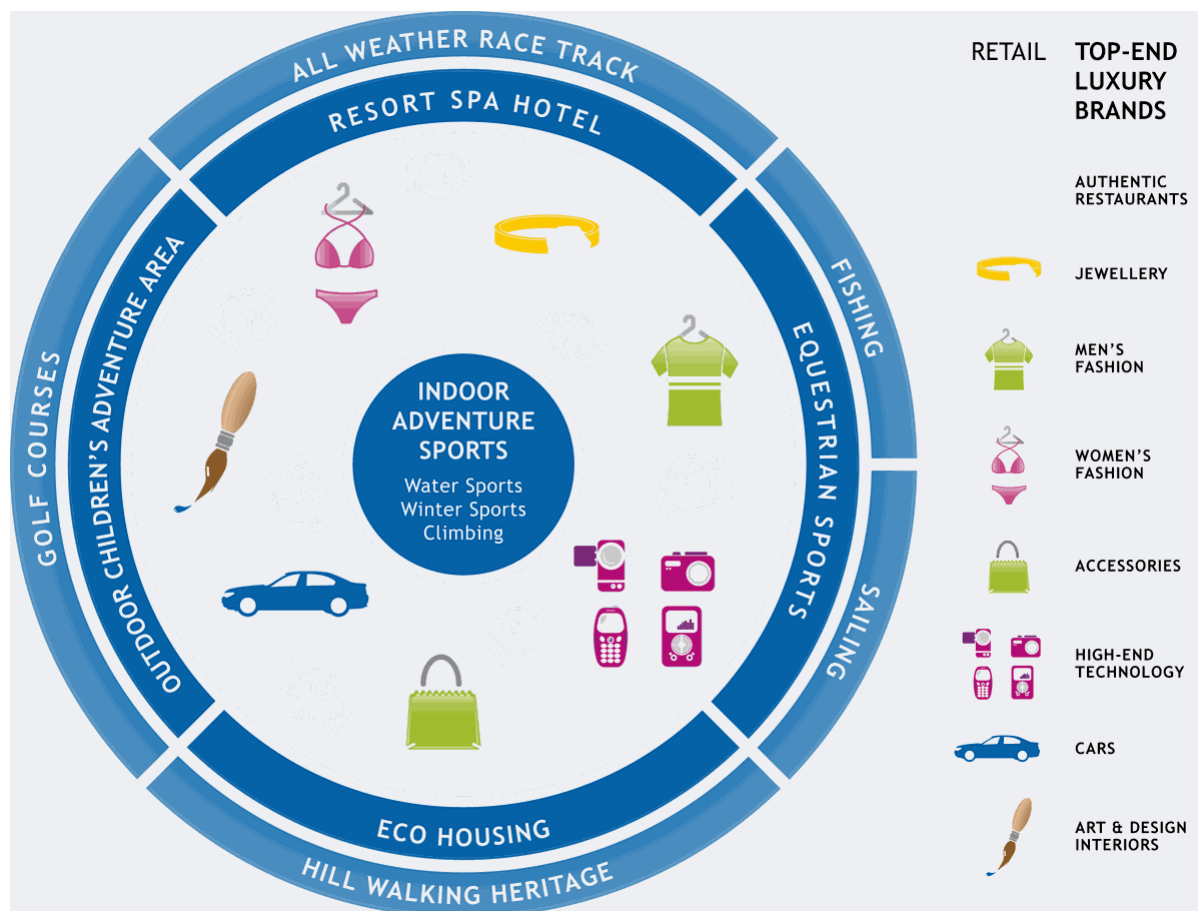 ALL WEATHER RACE TRACK
RESORT SPA HOTEL
GOLF COURSES
OUTDOOR CHILDREN'S ADVENTURE AREA
INDOOR
ADVENTURE
SPORTS
Water Sports
Winter Sports
Climbing
EQUESTRIAN SPORTS
FISHING
SAILING
ECO HOUSING
HILL WALKING HERITAGE
RETAIL TOP-END
LUXURY
BRANDS
AUTHENTIC
RESTAURANTS
JEWELLERY
MEN'S
FASHION
WOMEN'S
FASHION
ACCESSORIES
HIGH-END
TECHNOLOGY
CARS
ART & DESIGN
INTERIORS